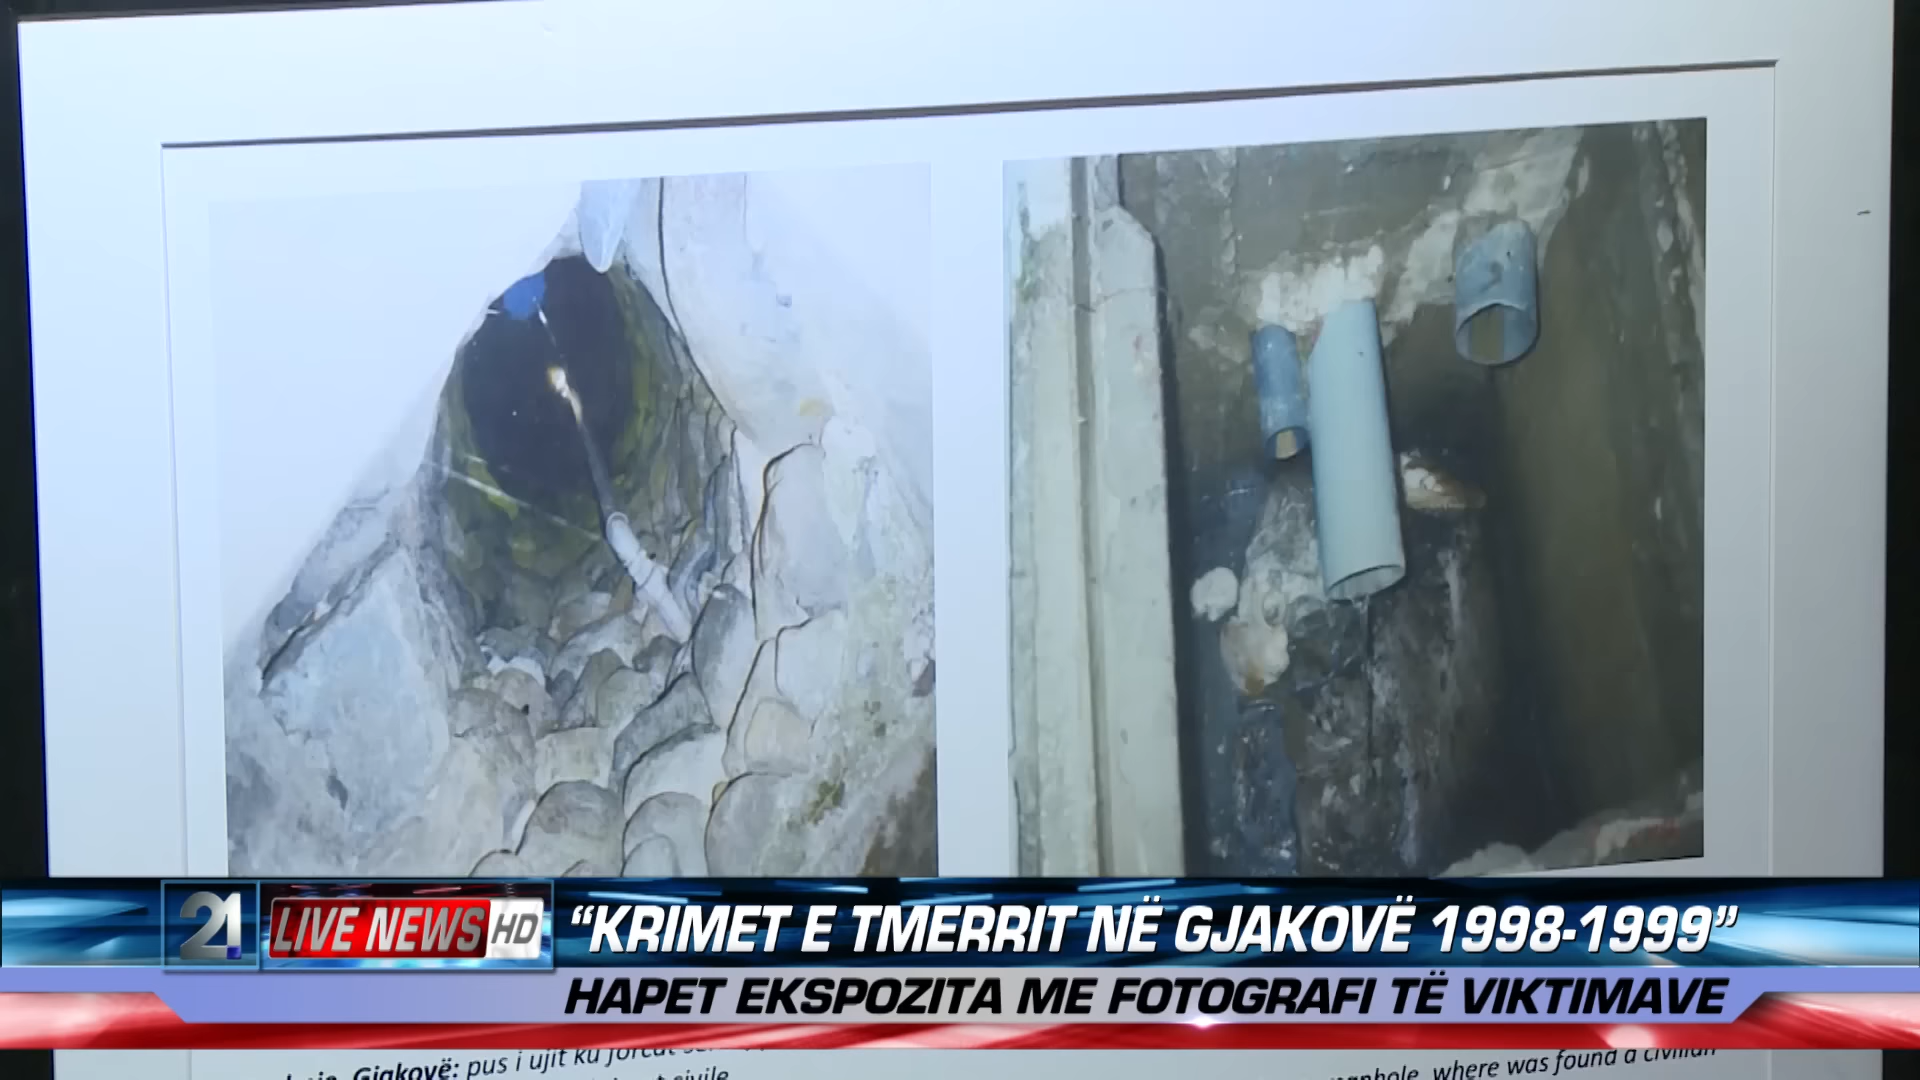 21 LIVE NEWS HD
“KRIMET E TMERRIT NË GJAKOVË 1998-1999”
HAPET EKSPOZITA ME FOTOGRAFI TË VIKTIMAVE
Gjakovë: pus i ujit ku forcat
civile
where was found a civilian